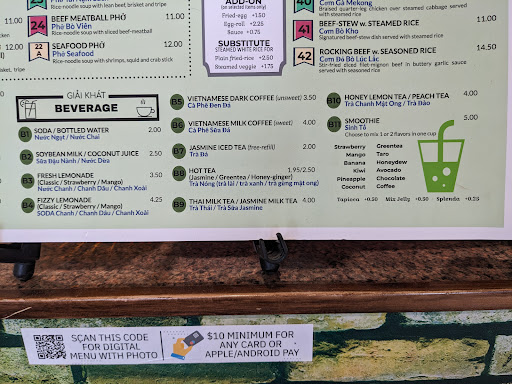 Rice noodle soup with lean beef, brisket and tripe
BEEF MEATBALL PHỞ 11.00
Phở Bò Viên
Rice noodle soup with sliced beef meatball
22
A
SEAFOOD PHỞ 12.00
Phở Seafood
Rice noodle soup with shrimps, squid and crab stick
tripe
ADD-ON
(on selected items only)
Fried-egg +1.50
Egg-roll +2.25
Sauce +0.75
SUBSTITUTE
STEAMED WHITE RICE FOR
Plain fried-rice +2.50
Steamed veggie +1.75
40
Cơm Gà Mekong
quarter-leg chicken over steamed cabbage served
with steamed rice
41
BEEF-STEW w. STEAMED RICE 11.00
Cơm Bò Kho
Signatured beef stew dish served with steamed rice
42
ROCKING BEEF w. SEASONED RICE 14.50
Cơm Bò Bò Lúc Lắc
Stir-fried diced filet-mignon beef in buttery garlic sauce
served with seasoned rice
GIẢI KHÁT
BEVERAGE
B1 SODA / BOTTLED WATER 2.00
Nước Ngọt / Nước Chai
B2 SOYBEAN MILK / COCONUT JUICE 2.50
Sữa Đậu Nành / Nước Dừa
B3 FRESH LEMONADE 3.50
(Classic / Strawberry / Mango)
Nước Chanh / Chanh Dâu / Chanh Xoài
B4 FIZZY LEMONADE 4.25
(Classic / Strawberry / Mango)
SODA Chanh / Chanh Dâu / Chanh Xoài
B5 VIETNAMESE DARK COFFEE (unsweet) 3.50
Cà Phê Đen Đá
B6 VIETNAMESE MILK COFFEE (sweet) 4.00
Cà Phê Sữa Đá
B7 JASMINE ICED TEA (free-refill) 2.00
Trà Đá
B8 HOT TEA 1.95/2.50
(Jasmine / Greentea / Honey-ginger)
Trà Nóng (trà lài / trà xanh / trà gừng mật ong)
B9 THAI MILK TEA / JASMINE MILK TEA 4.00
Trà Thái / Trà Sữa Jasmine
B10 HONEY LEMON TEA / PEACH TEA 4.00
Trà Chanh Mật Ong / Trà Đào
B11 SMOOTHIE 5.00
Sinh Tố
Choose to mix 1 or 2 flavors in one cup
Strawberry Greentea
Mango Taro
Banana Honeydew
Kiwi Avocado
Pineapple Chocolate
Coconut Coffee
Tapioca +0.50 Mix Jelly +0.50 Splenda +0.25
SCAN THIS CODE
FOR DIGITAL
MENU WITH PHOTO
$10 MINIMUM FOR
ANY CARD OR
APPLE/ANDROID PAY